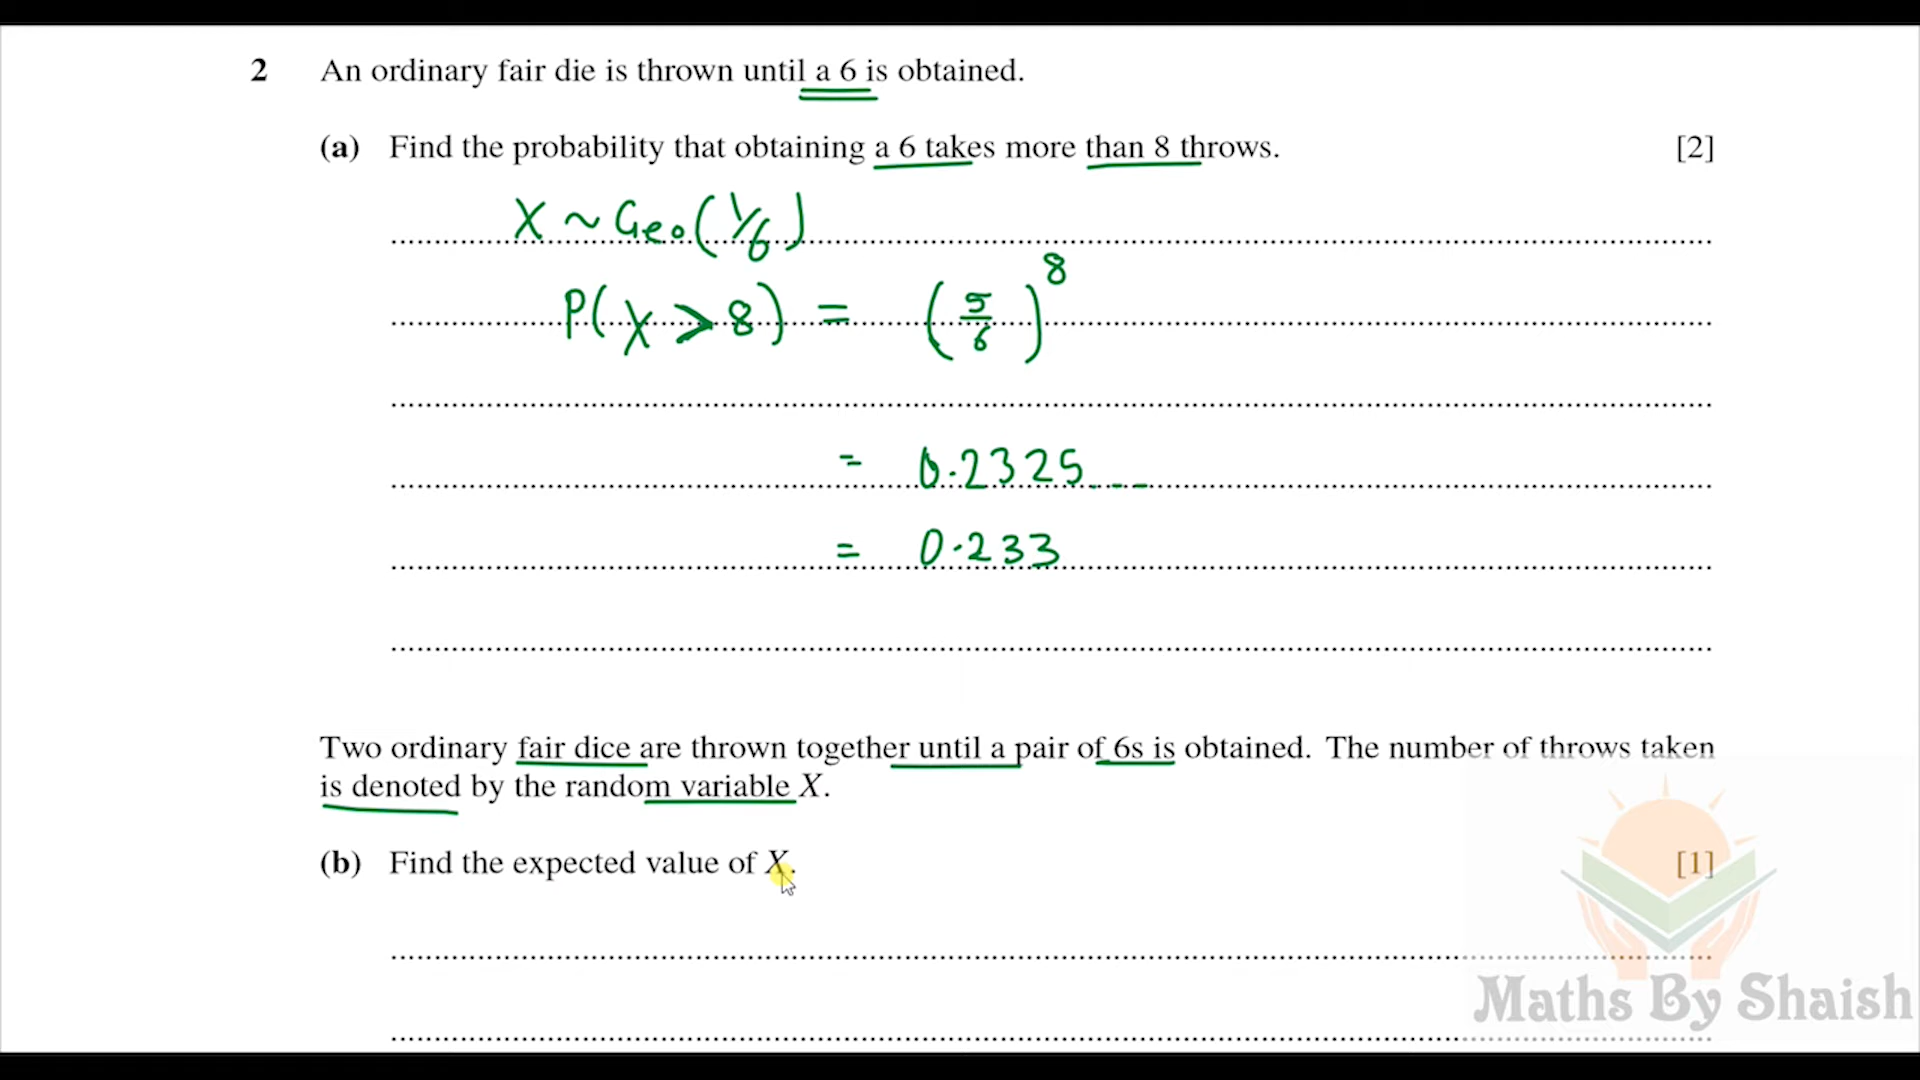 2 An ordinary fair die is thrown until a 6 is obtained.
(a) Find the probability that obtaining a 6 takes more than 8 throws. [2]
X ~ Geo(1/6)
P(X > 8) = (5/6)^8
= 0.2325...
= 0.233
Two ordinary fair dice are thrown together until a pair of 6s is obtained. The number of throws taken
is denoted by the random variable X.
(b) Find the expected value of X. [1]
Maths By Shaish